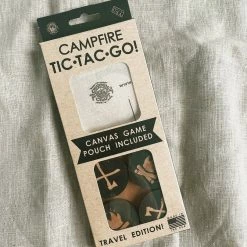 CAMPFIRE
TIC•TAC•GO!
CANVAS GAME
POUCH INCLUDED
TRAVEL EDITION!